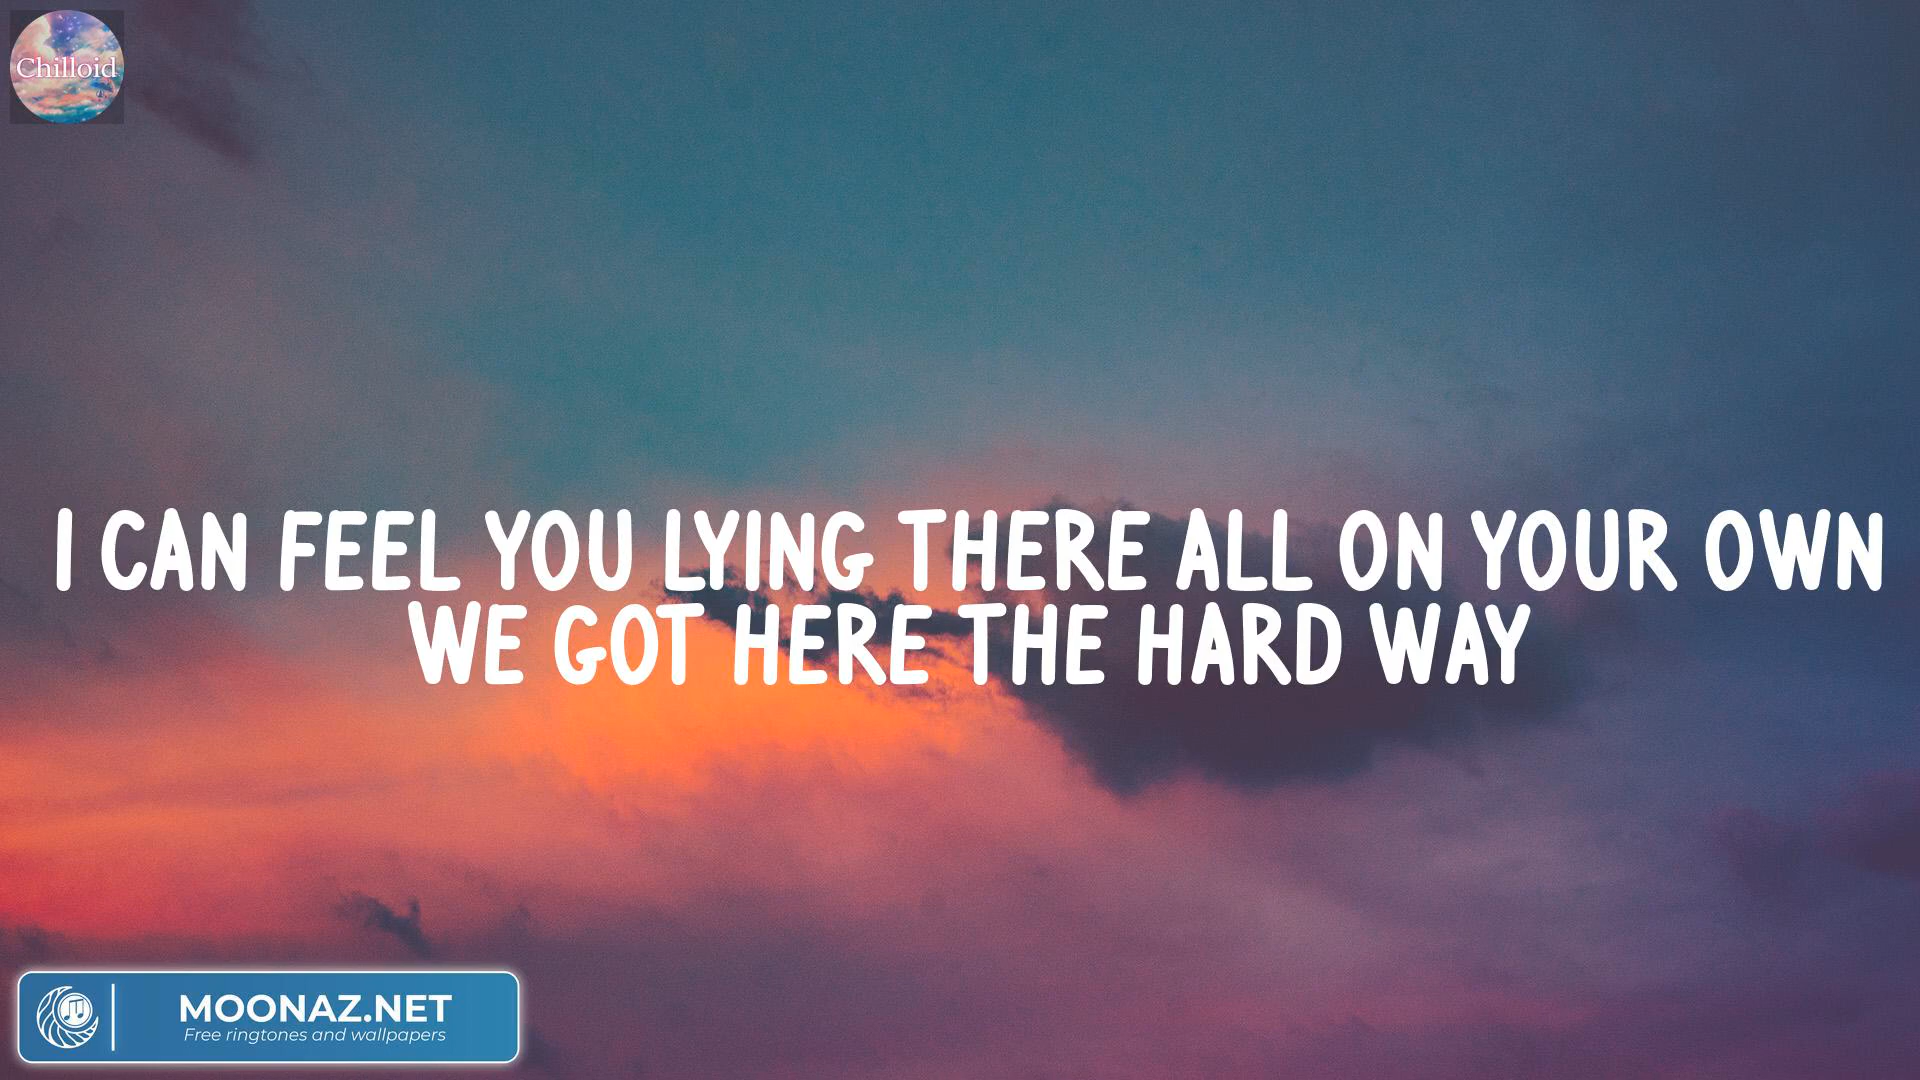 Chilloid
I CAN FEEL YOU LYING THERE ALL ON YOUR OWN
WE GOT HERE THE HARD WAY
MOONAZ.NET
Free ringtones and wallpapers